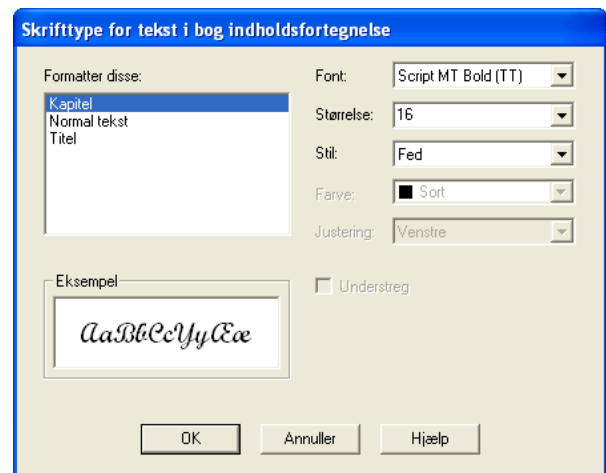 Skrifttype for tekst i bog indholdsfortegnelse
Formatter disse:
Kapitel
Normal tekst
Titel
Font: Script MT Bold (TT)
Størrelse: 16
Stil: Fed
Farve: Sort
Justering: Venstre
Understreg
Eksempel
AaBbCcYyÆæ
OK Annuller Hjælp